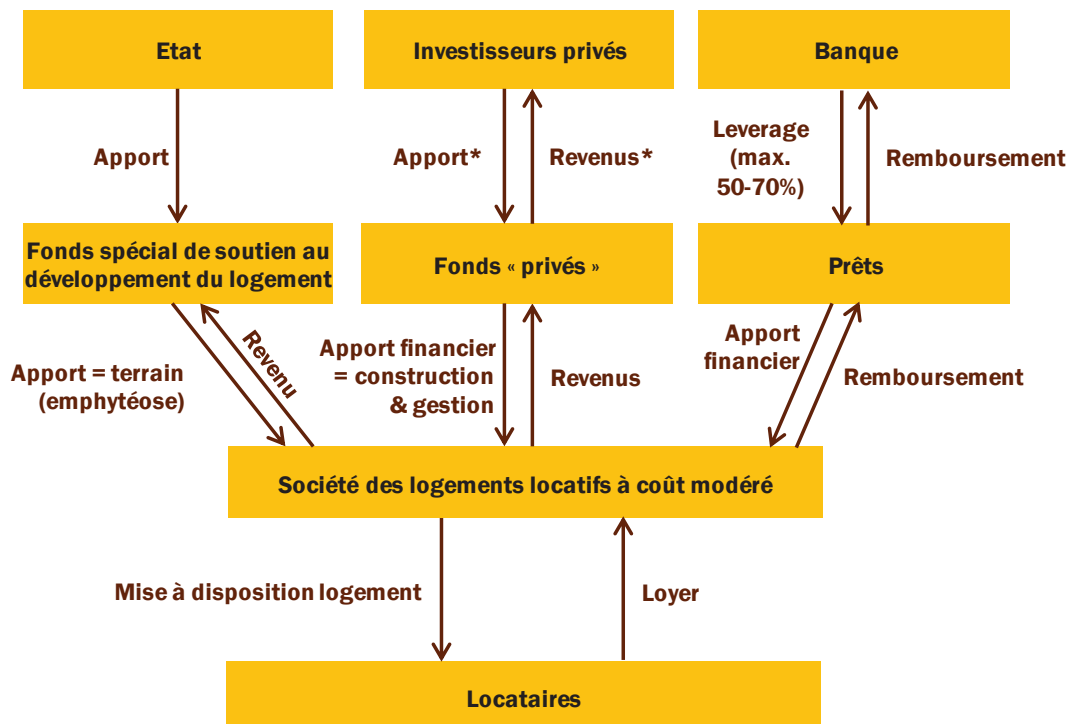 Etat
Investisseurs privés
Banque
Apport
Apport*
Revenus*
Leverage
(max.
50-70%)
Remboursement
Fonds spécial de soutien au
développement du logement
Fonds « privés »
Prêts
Apport = terrain
(emphytéose)
Revenu
Apport financier
= construction
& gestion
Revenus
Apport
financier
Remboursement
Société des logements locatifs à coût modéré
Mise à disposition logement
Loyer
Locataires